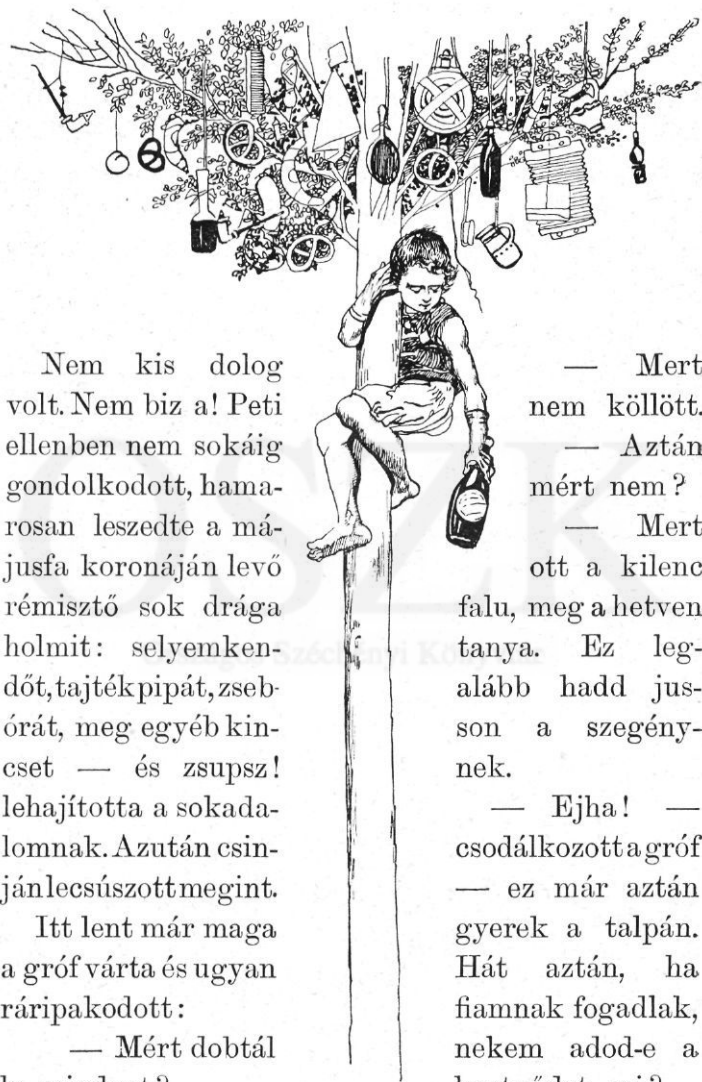 Nem kis dolog
volt. Nem biz a! Peti
ellenben nem sokáig
gondolkodott, hama-
rosan leszedte a má-
jusfa koronáján levő
rémisztő sok drága
holmit: selyemken-
dőt, tajtékpipát, zseb-
órát, meg egyéb kin-
cset — és zsupsz!
lehajította a sokada-
lomnak. Azután csin-
ján lecsúszott megint.
Itt lent már maga
a gróf várta és ugyan
ráripakodott:
— Mért dobtál
— Mert
nem köllött.
— Aztán
mért nem?
— Mert
ott a kilenc
falu, meg a hetven
tanya. Ez leg-
alább hadd jus-
son a szegény-
nek.
— Ejha! —
csodálkozott a gróf
— ez már aztán
gyerek a talpán.
Hát aztán, ha
fiamnak fogadlak,
nekem adod-e a
OSZK
Országos Széchényi Könyvtár